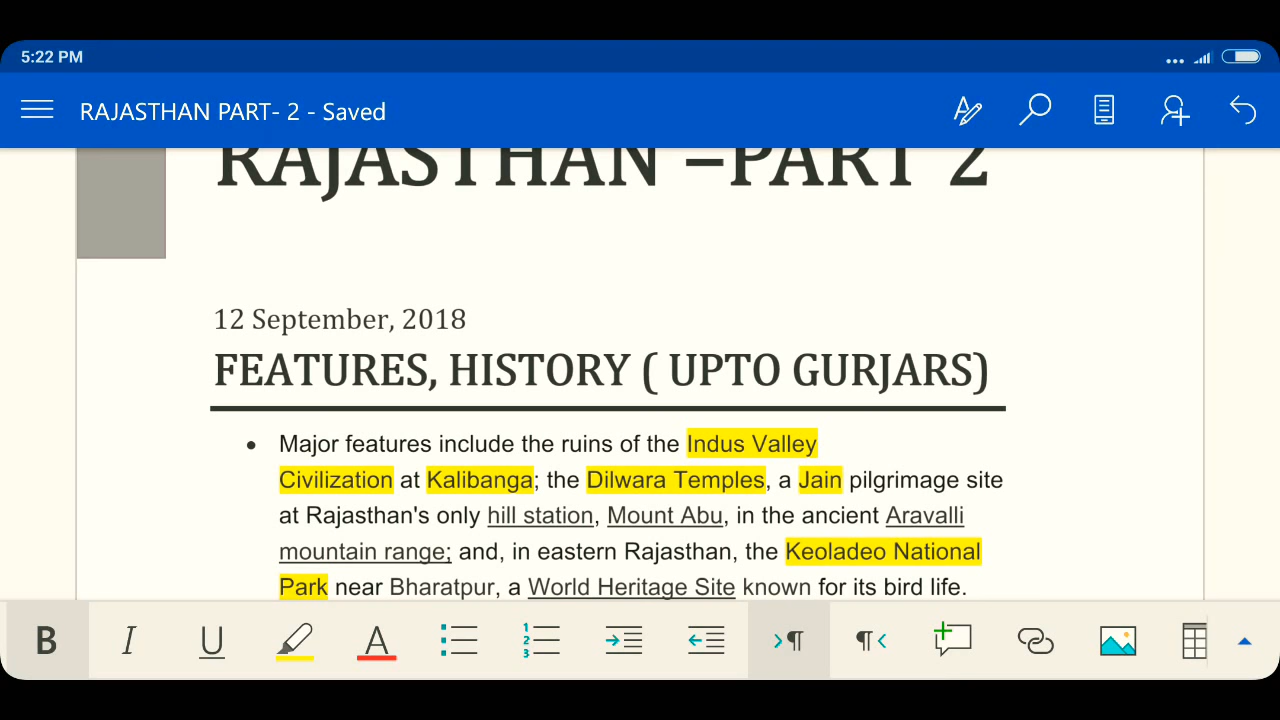 5:22 PM
RAJASTHAN PART- 2 - Saved
RAJASTHAN –PART 2
12 September, 2018
FEATURES, HISTORY ( UPTO GURJARS)
• Major features include the ruins of the Indus Valley
Civilization at Kalibanga; the Dilwara Temples, a Jain pilgrimage site
at Rajasthan's only hill station, Mount Abu, in the ancient Aravalli
mountain range; and, in eastern Rajasthan, the Keoladeo National
Park near Bharatpur, a World Heritage Site known for its bird life.
B I U A